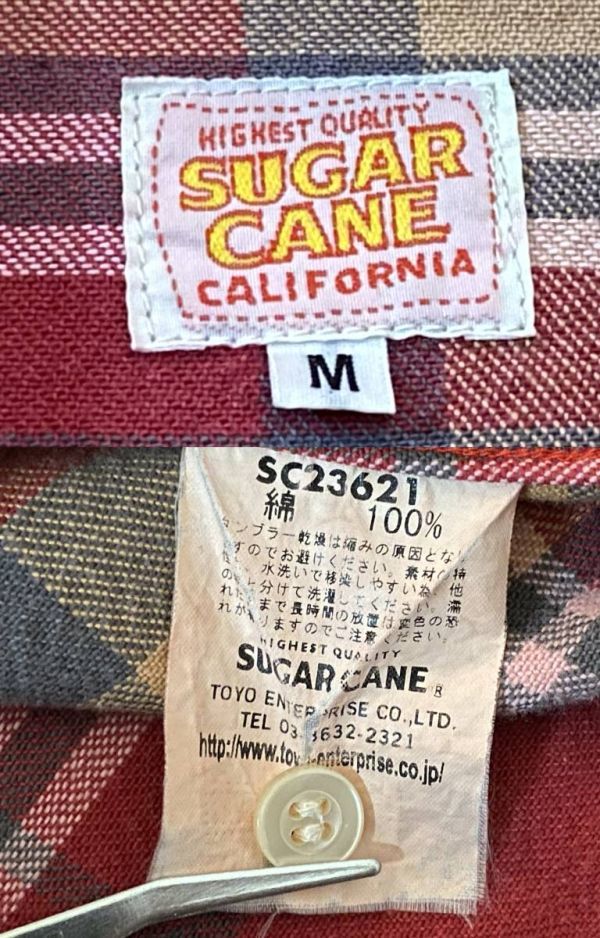 HIGHEST QUALITY
SUGAR
CANE
CALIFORNIA
M
SC23621
綿 100%
ンブラー乾燥は縮みの原因とな
すのでお避けください。素材の特
水洗いで移染しやすい為、他
の 分けて洗濯してください。濡
れた まで長時間の放置は変色の恐
れが りますのでご注意ください。
HIGHEST QUALITY
SUGAR CANE®
TOYO ENTERPRISE CO.,LTD.
TEL 03-3632-2321
http://www.toyo-enterprise.co.jp/